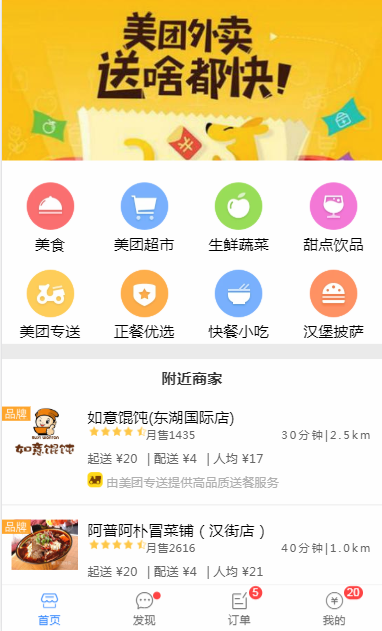 美团外卖
送啥都快!
美食
美团超市
生鲜蔬菜
甜点饮品
美团专送
正餐优选
快餐小吃
汉堡披萨
附近商家
品牌
如意馄饨
如意馄饨(东湖国际店)
月售1435
30分钟|2.5km
起送 ¥20 | 配送 ¥4 | 人均 ¥17
由美团专送提供高品质送餐服务
品牌
阿普阿朴冒菜铺（汉街店）
月售2616
40分钟|1.0km
起送 ¥20 | 配送 ¥4 | 人均 ¥21
首页
发现
订单
5
我的
20